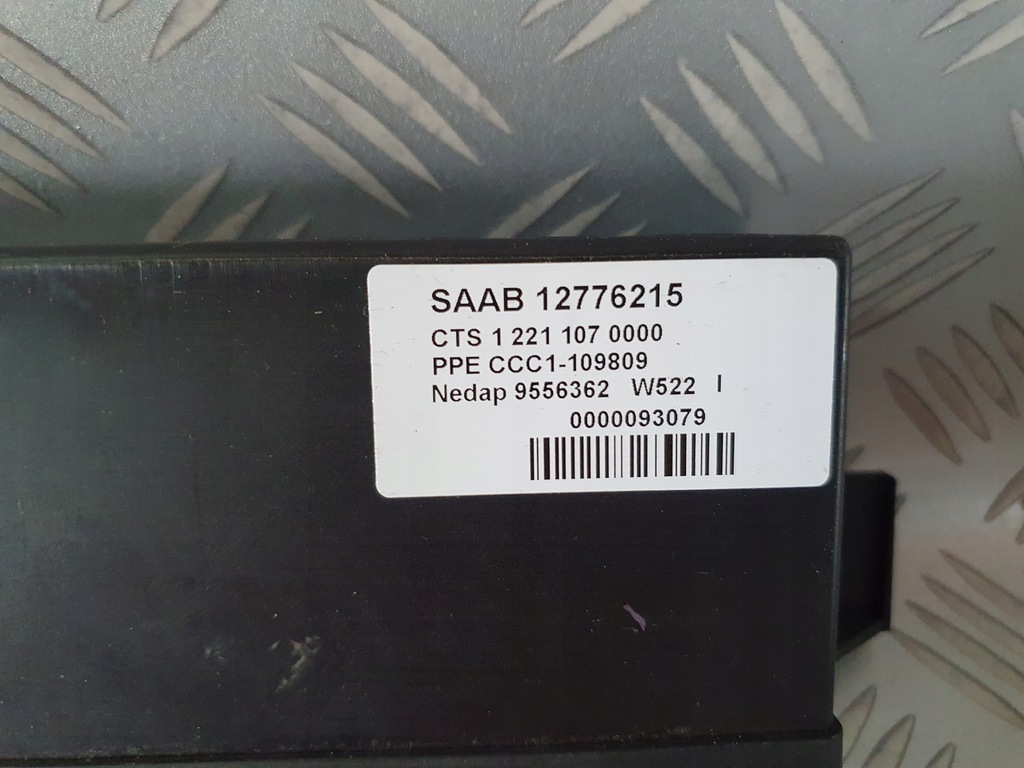 SAAB 12776215
CTS 1 221 107 0000
PPE CCC1-109809
Nedap 9556362 W522 I
0000093079